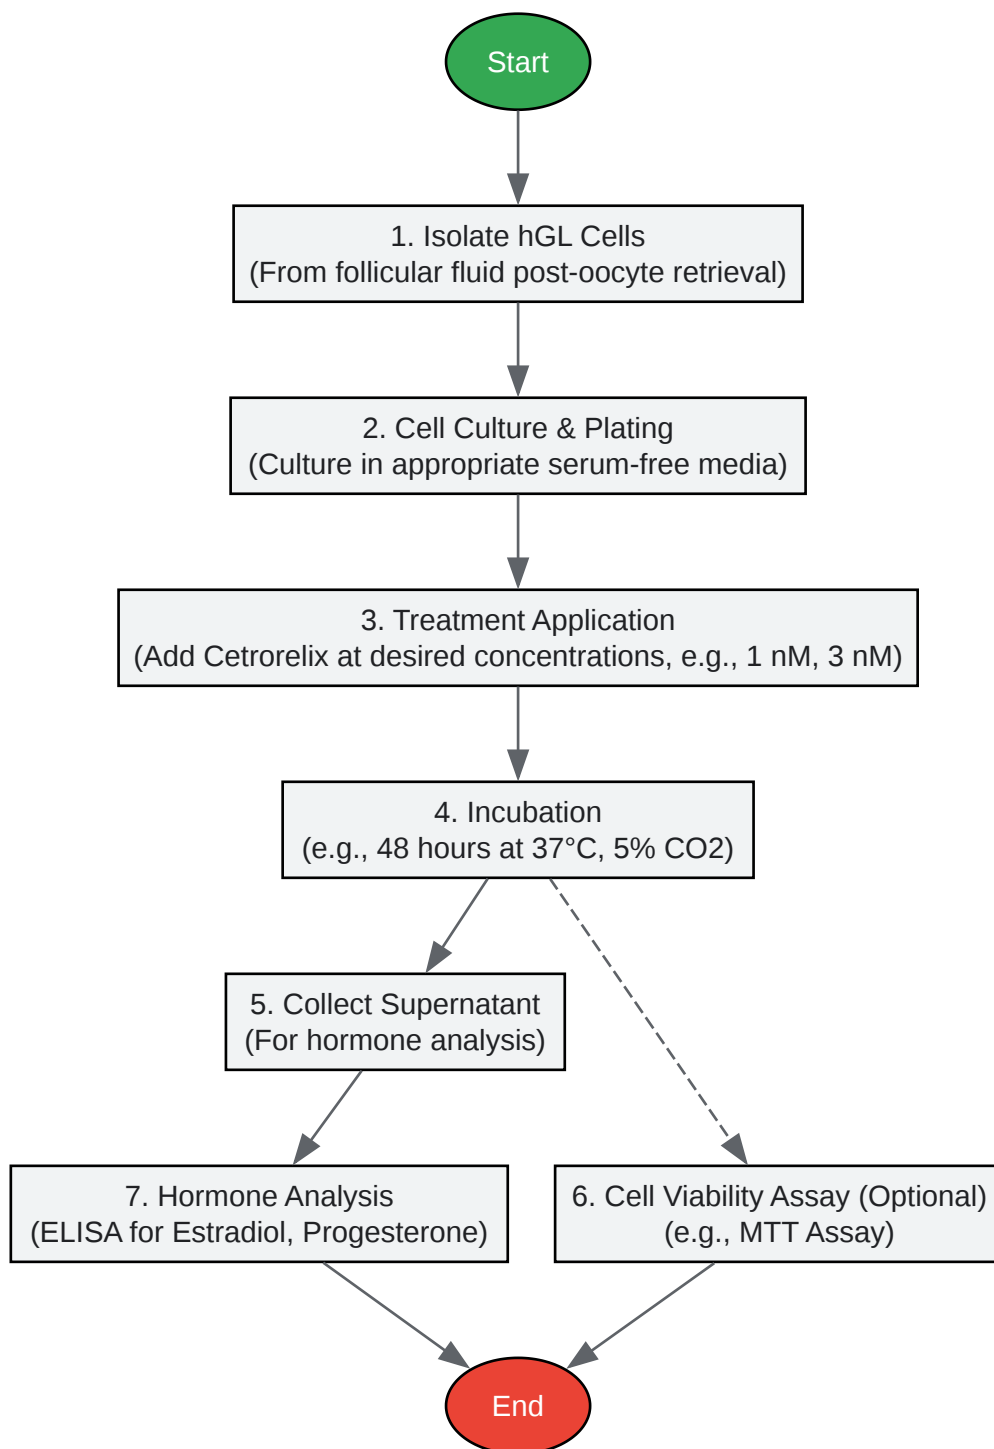 Start
1. Isolate hGL Cells
(From follicular fluid post-oocyte retrieval)
2. Cell Culture & Plating
(Culture in appropriate serum-free media)
3. Treatment Application
(Add Cetrorelix at desired concentrations, e.g., 1 nM, 3 nM)
4. Incubation
(e.g., 48 hours at 37°C, 5% CO2)
5. Collect Supernatant
(For hormone analysis)
7. Hormone Analysis
(ELISA for Estradiol, Progesterone)
6. Cell Viability Assay (Optional)
(e.g., MTT Assay)
End